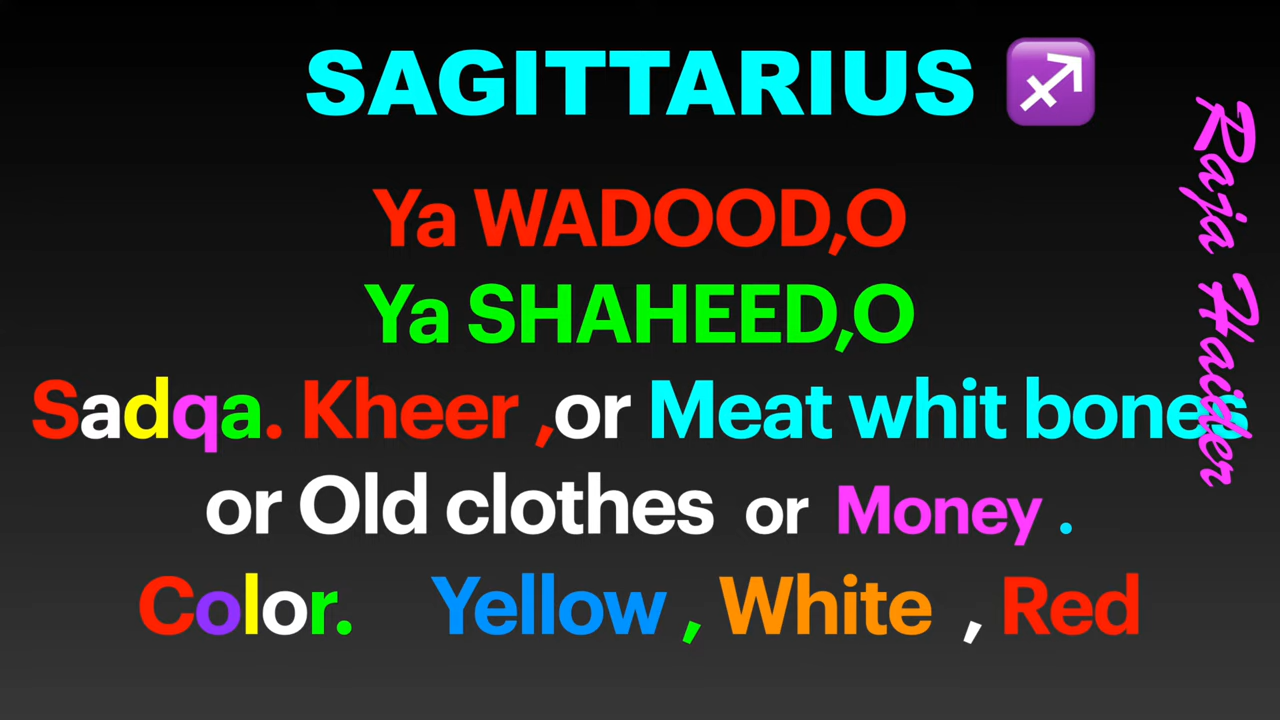 SAGITTARIUS ♐
Ya WADOOD,O
Ya SHAHEED,O
Sadqa. Kheer ,or Meat whit bones
or Old clothes or Money .
Color. Yellow , White , Red
Raja Haider